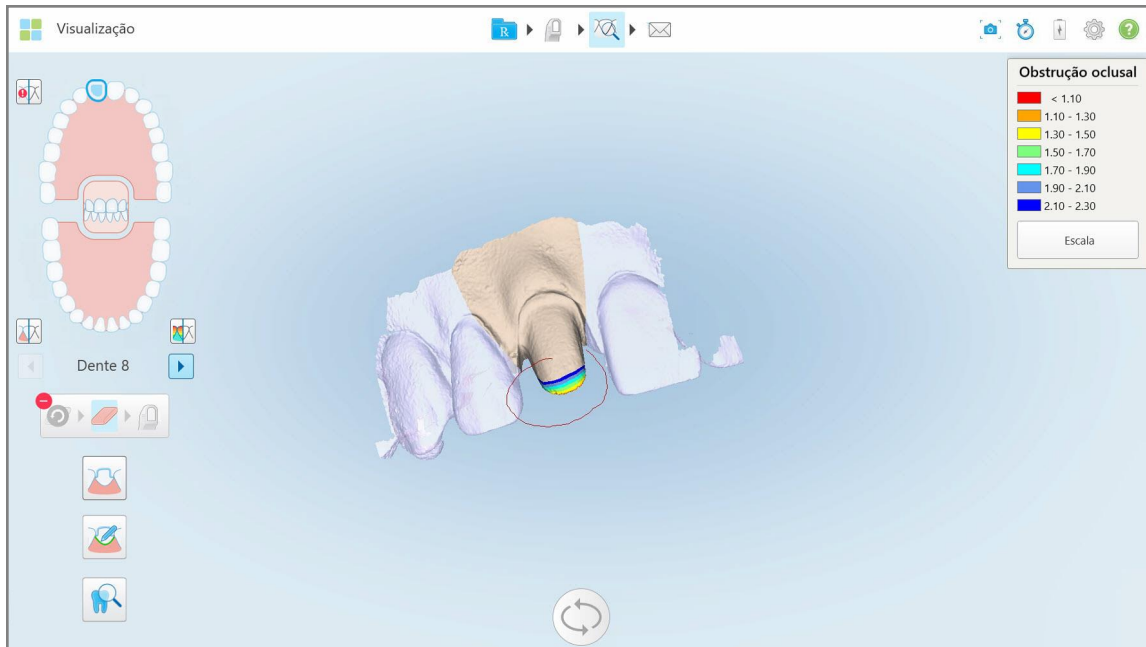 Visualização
R
Obstrução oclusal
< 1.10
1.10 - 1.30
1.30 - 1.50
1.50 - 1.70
1.70 - 1.90
1.90 - 2.10
2.10 - 2.30
Escala
Dente 8